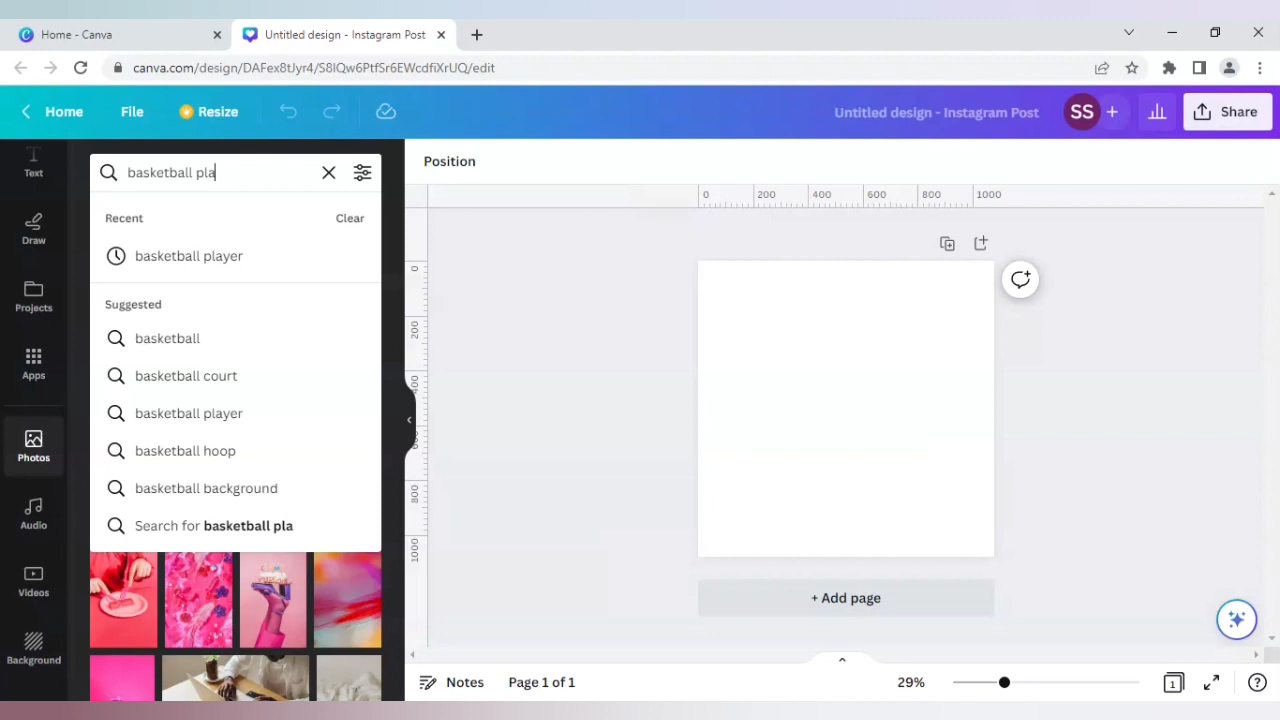 Home - Canva
Untitled design - Instagram Post
canva.com/design/DAFex8tJyr4/S8IQw6PtfSr6EWcdfiXrUQ/edit
Home
File
Resize
Untitled design - Instagram Post
SS
Share
Text
Draw
Projects
Apps
Photos
Audio
Videos
Background
basketball pla
Recent
Clear
basketball player
Suggested
basketball
basketball court
basketball player
basketball hoop
basketball background
Search for basketball pla
Position
0 200 400 600 800 1000
0
200
400
800
1000
+ Add page
Notes
Page 1 of 1
29%
1